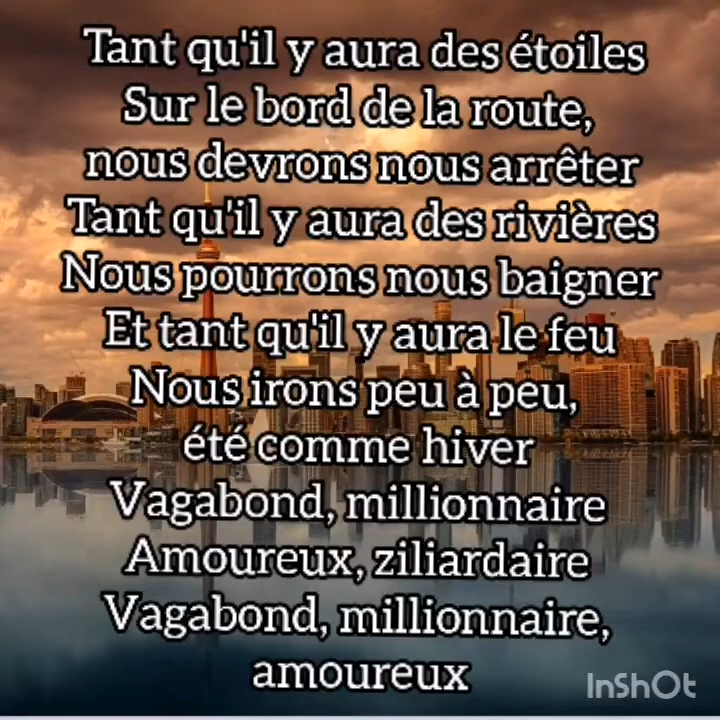 Tant qu'il y aura des étoiles
Sur le bord de la route,
nous devrons nous arrêter
Tant qu'il y aura des rivières
Nous pourrons nous baigner
Et tant qu'il y aura le feu
Nous irons peu à peu,
été comme hiver
Vagabond, millionnaire
Amoureux, ziliardaire
Vagabond, millionnaire,
amoureux
InShOt